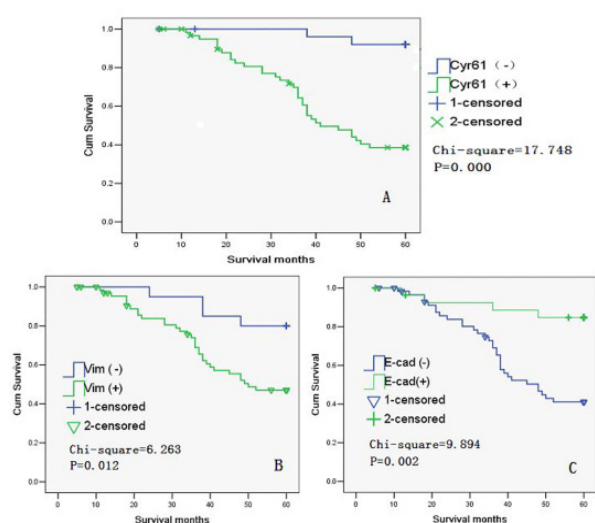 1.0
0.8
0.6
0.4
0.2
0.0
Cum Survival
0 10 20 30 40 50 60
Survival months
Cyr61 (-)
Cyr61 (+)
1-censored
2-censored
Chi-square=17.748
P=0.000
A
1.0
0.8
0.6
0.4
0.2
0.0
Cum Survival
Vim (-)
Vim (+)
1-censored
2-censored
Chi-square=6.263
P=0.012
B
0 10 20 30 40 50 60
Survival months
1.0
0.8
0.6
0.4
0.2
0.0
Cum Survival
E-cad (-)
E-cad(+)
1-censored
2-censored
Chi-square=9.894
P=0.002
C
0 10 20 30 40 50 60
Survival months